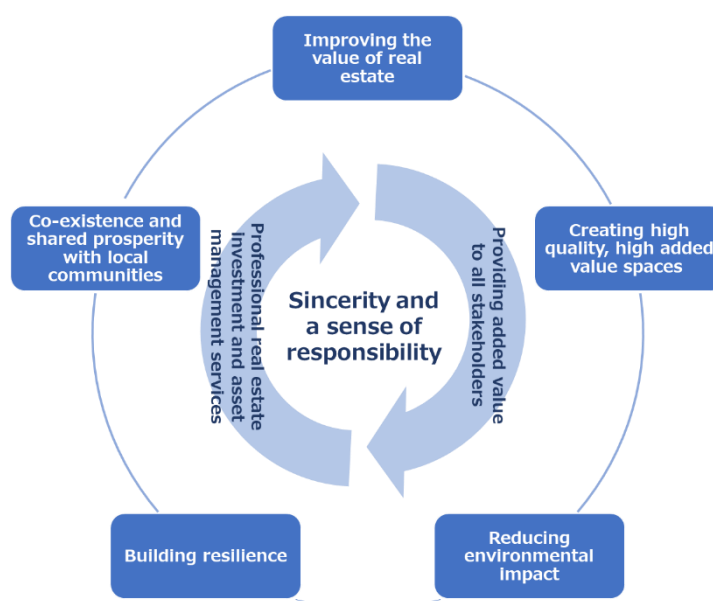 Improving the
value of real
estate
Co-existence and
shared prosperity
with local
communities
Creating high
quality, high added
value spaces
Professional real estate
investment and asset
management services
Sincerity and
a sense of
responsibility
Providing added value
to all stakeholders
Building resilience
Reducing
environmental
impact